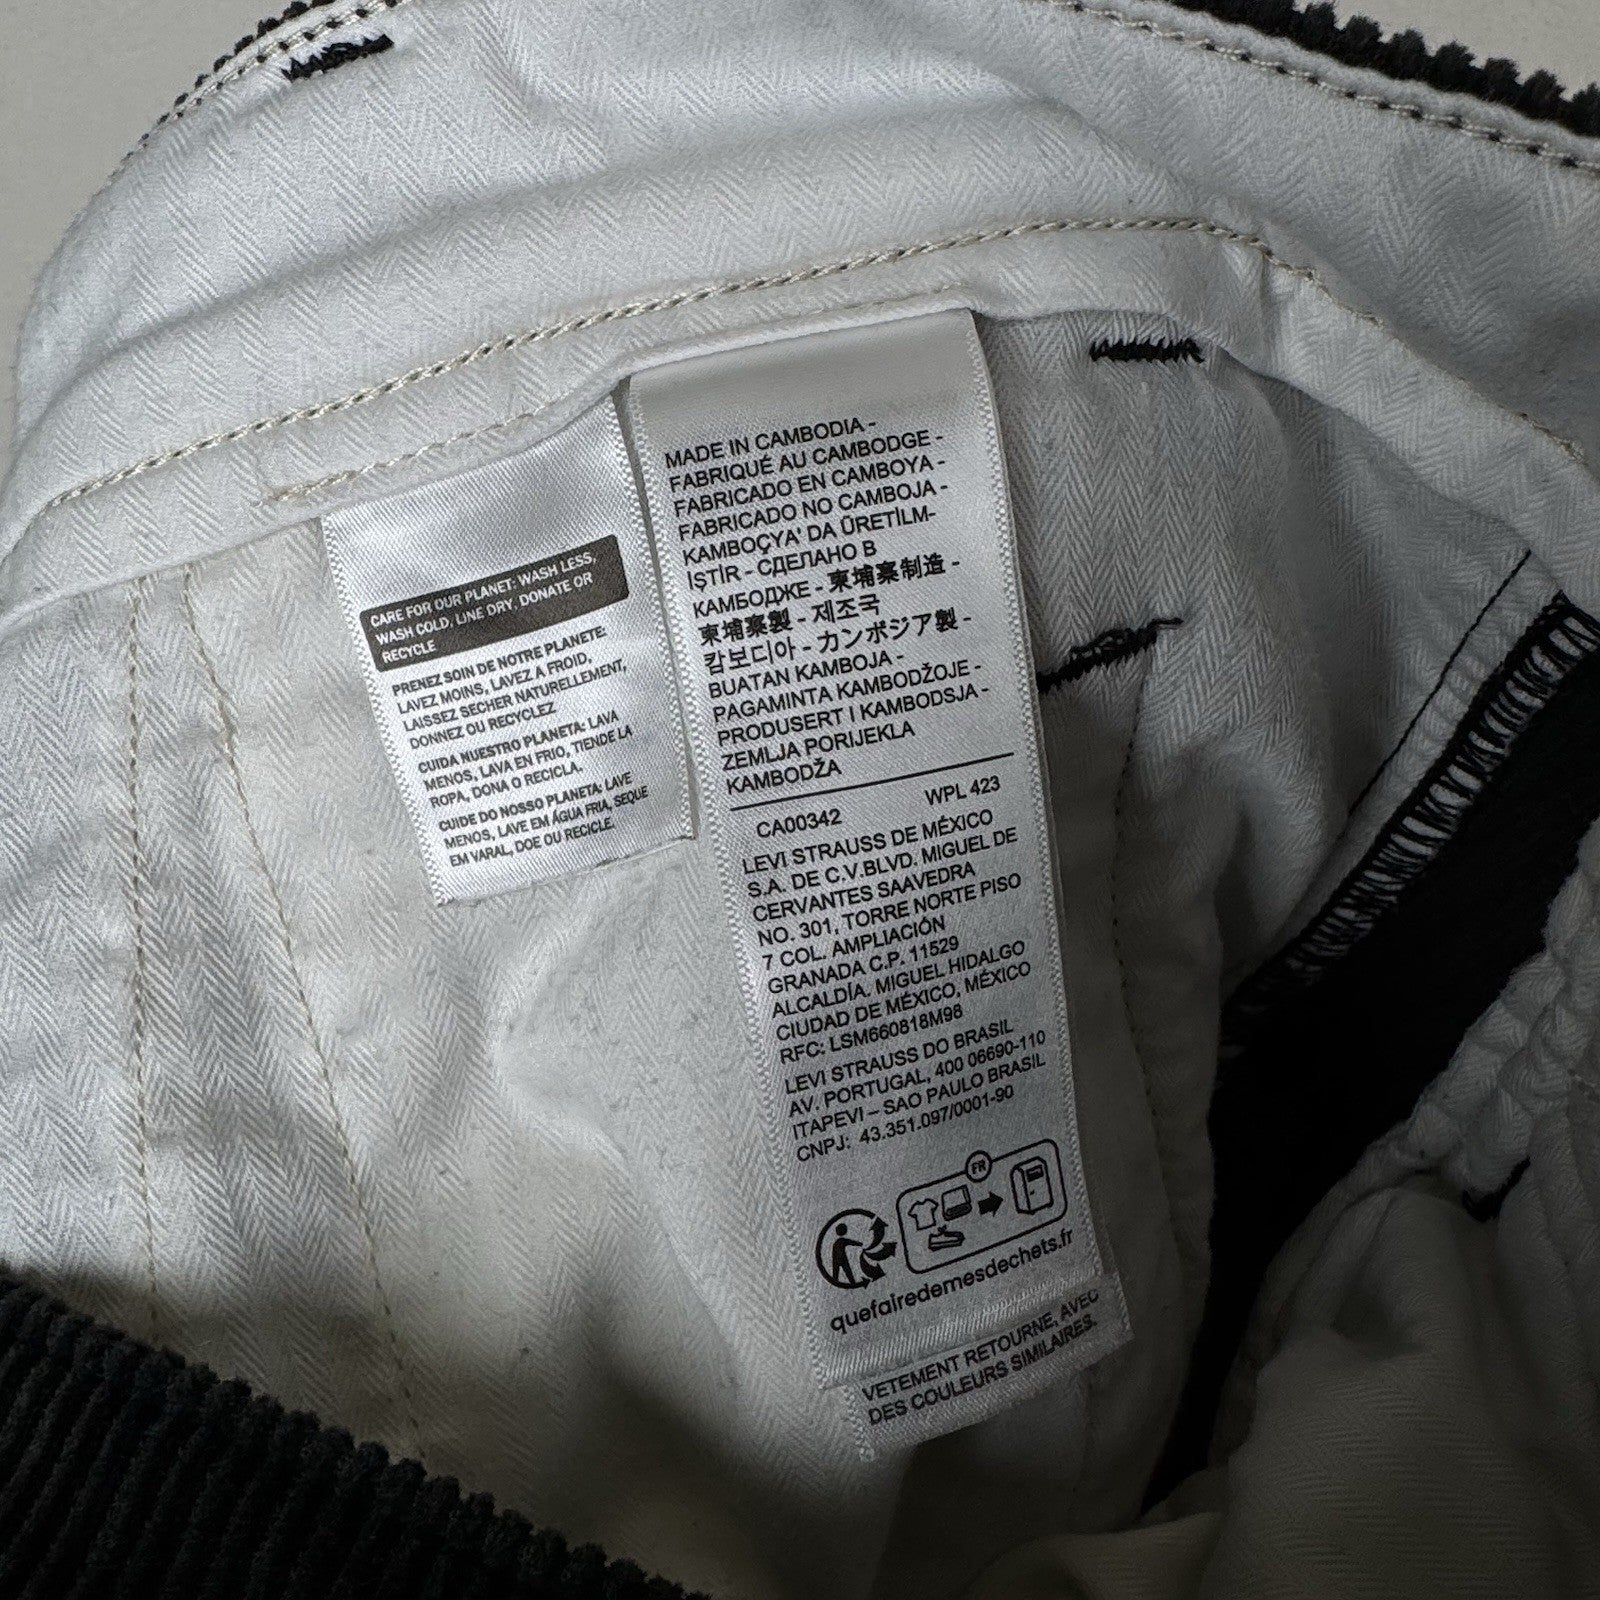 CARE FOR OUR PLANET: WASH LESS,
WASH COLD, LINE DRY, DONATE OR
RECYCLE
PRENEZ SOIN DE NOTRE PLANETE:
LAVEZ MOINS, LAVEZ A FROID,
LAISSEZ SECHER NATURELLEMENT,
DONNEZ OU RECYCLEZ
CUIDA NUESTRO PLANETA: LAVA
MENOS, LAVA EN FRIO, TIENDE LA
ROPA, DONA O RECICLA.
CUIDE DO NOSSO PLANETA: LAVE
MENOS, LAVE EM ÁGUA FRIA, SEQUE
EM VARAL, DOE OU RECICLE.
MADE IN CAMBODIA -
FABRIQUÉ AU CAMBODGE -
FABRICADO EN CAMBOYA -
FABRICADO NO CAMBOJA -
KAMBOÇYA' DA ÜRETİLM-
İŞTİR - СДЕЛАНО В
КАМБОДЖЕ - 柬埔寨制造 -
柬埔寨製 - 제조국
캄보디아 - カンボジア製 -
BUATAN KAMBOJA -
PAGAMINTA KAMBODŽOJE -
PRODUSERT I KAMBODSJA -
ZEMLJA PORIJEKLA
KAMBODŽA
CA00342 WPL 423
LEVI STRAUSS DE MÉXICO
S.A. DE C.V.BLVD. MIGUEL DE
CERVANTES SAAVEDRA
NO. 301, TORRE NORTE PISO
7 COL. AMPLIACIÓN
GRANADA C.P. 11529
ALCALDÍA. MIGUEL HIDALGO
CIUDAD DE MÉXICO, MÉXICO
RFC: LSM660818M98
LEVI STRAUSS DO BRASIL
AV. PORTUGAL, 400 06690-110
ITAPEVI – SAO PAULO BRASIL
CNPJ: 43.351.097/0001-90
FR
quefairedemesdechets.fr
VETEMENT RETOURNE, AVEC
DES COULEURS SIMILAIRES.